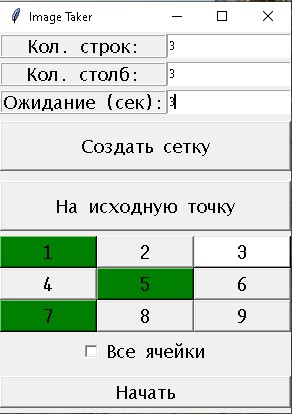 Image Taker
Кол. строк: 3
Кол. столб: 3
Ожидание (сек): 3
Создать сетку
На исходную точку
1 2 3
4 5 6
7 8 9
Все ячейки
Начать